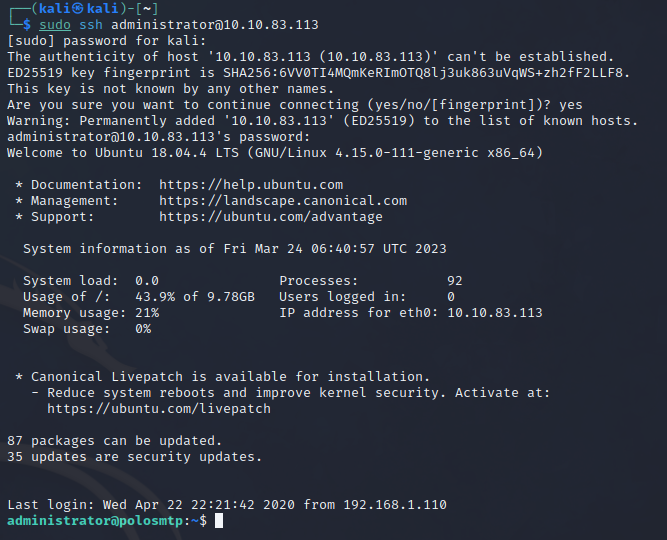 ┌──(kali㉿kali)-[~]
└─$ sudo ssh administrator@10.10.83.113
[sudo] password for kali:
The authenticity of host '10.10.83.113 (10.10.83.113)' can't be established.
ED25519 key fingerprint is SHA256:6VV0TI4MQmKeRImOTQ8lj3uk863uVqWS+zh2fF2LLF8.
This key is not known by any other names.
Are you sure you want to continue connecting (yes/no/[fingerprint])? yes
Warning: Permanently added '10.10.83.113' (ED25519) to the list of known hosts.
administrator@10.10.83.113's password:
Welcome to Ubuntu 18.04.4 LTS (GNU/Linux 4.15.0-111-generic x86_64)
* Documentation:  https://help.ubuntu.com
* Management:     https://landscape.canonical.com
* Support:        https://ubuntu.com/advantage
System information as of Fri Mar 24 06:40:57 UTC 2023
System load:  0.0               Processes:           92
Usage of /:   43.9% of 9.78GB   Users logged in:     0
Memory usage: 21%               IP address for eth0: 10.10.83.113
Swap usage:   0%
* Canonical Livepatch is available for installation.
- Reduce system reboots and improve kernel security. Activate at:
https://ubuntu.com/livepatch
87 packages can be updated.
35 updates are security updates.
Last login: Wed Apr 22 22:21:42 2020 from 192.168.1.110
administrator@polosmtp:~$